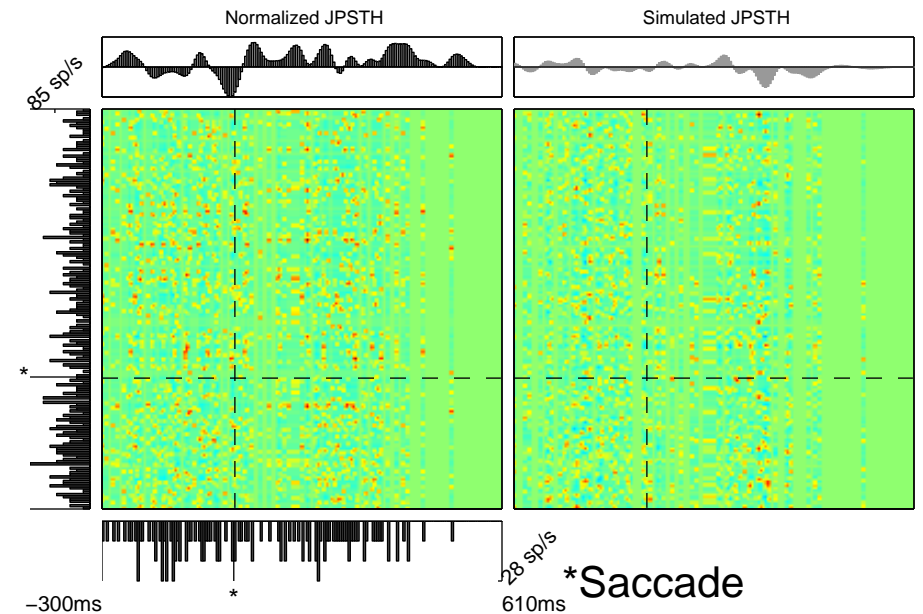 Normalized JPSTH
Simulated JPSTH
85 sp/s
*
*
28 sp/s
*Saccade
−300ms
610ms